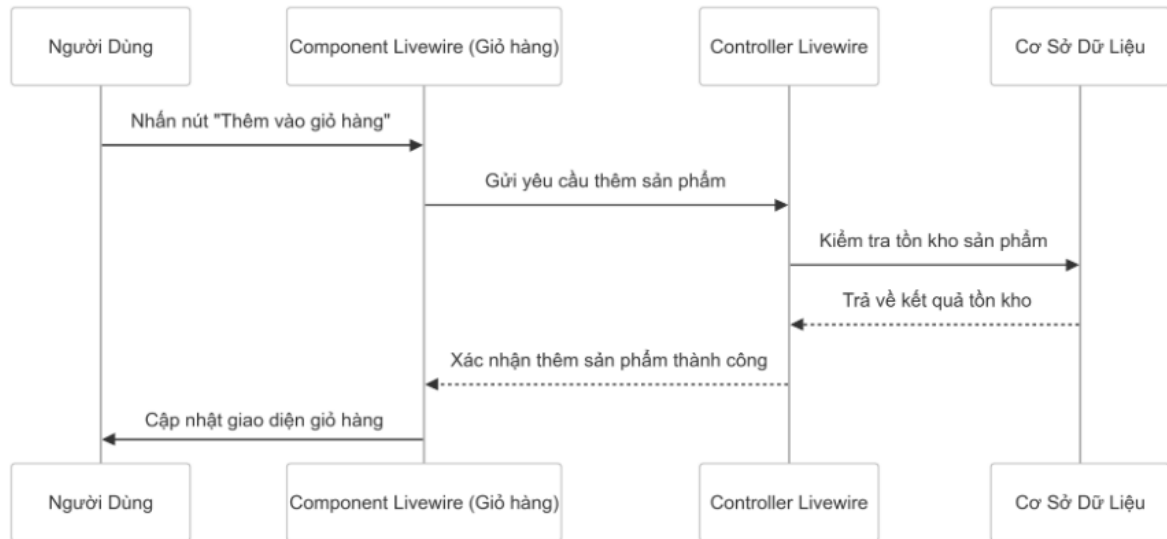 Người Dùng
Component Livewire (Giỏ hàng)
Controller Livewire
Cơ Sở Dữ Liệu
Nhấn nút "Thêm vào giỏ hàng"
Gửi yêu cầu thêm sản phẩm
Kiểm tra tồn kho sản phẩm
Trả về kết quả tồn kho
Xác nhận thêm sản phẩm thành công
Cập nhật giao diện giỏ hàng
Người Dùng
Component Livewire (Giỏ hàng)
Controller Livewire
Cơ Sở Dữ Liệu